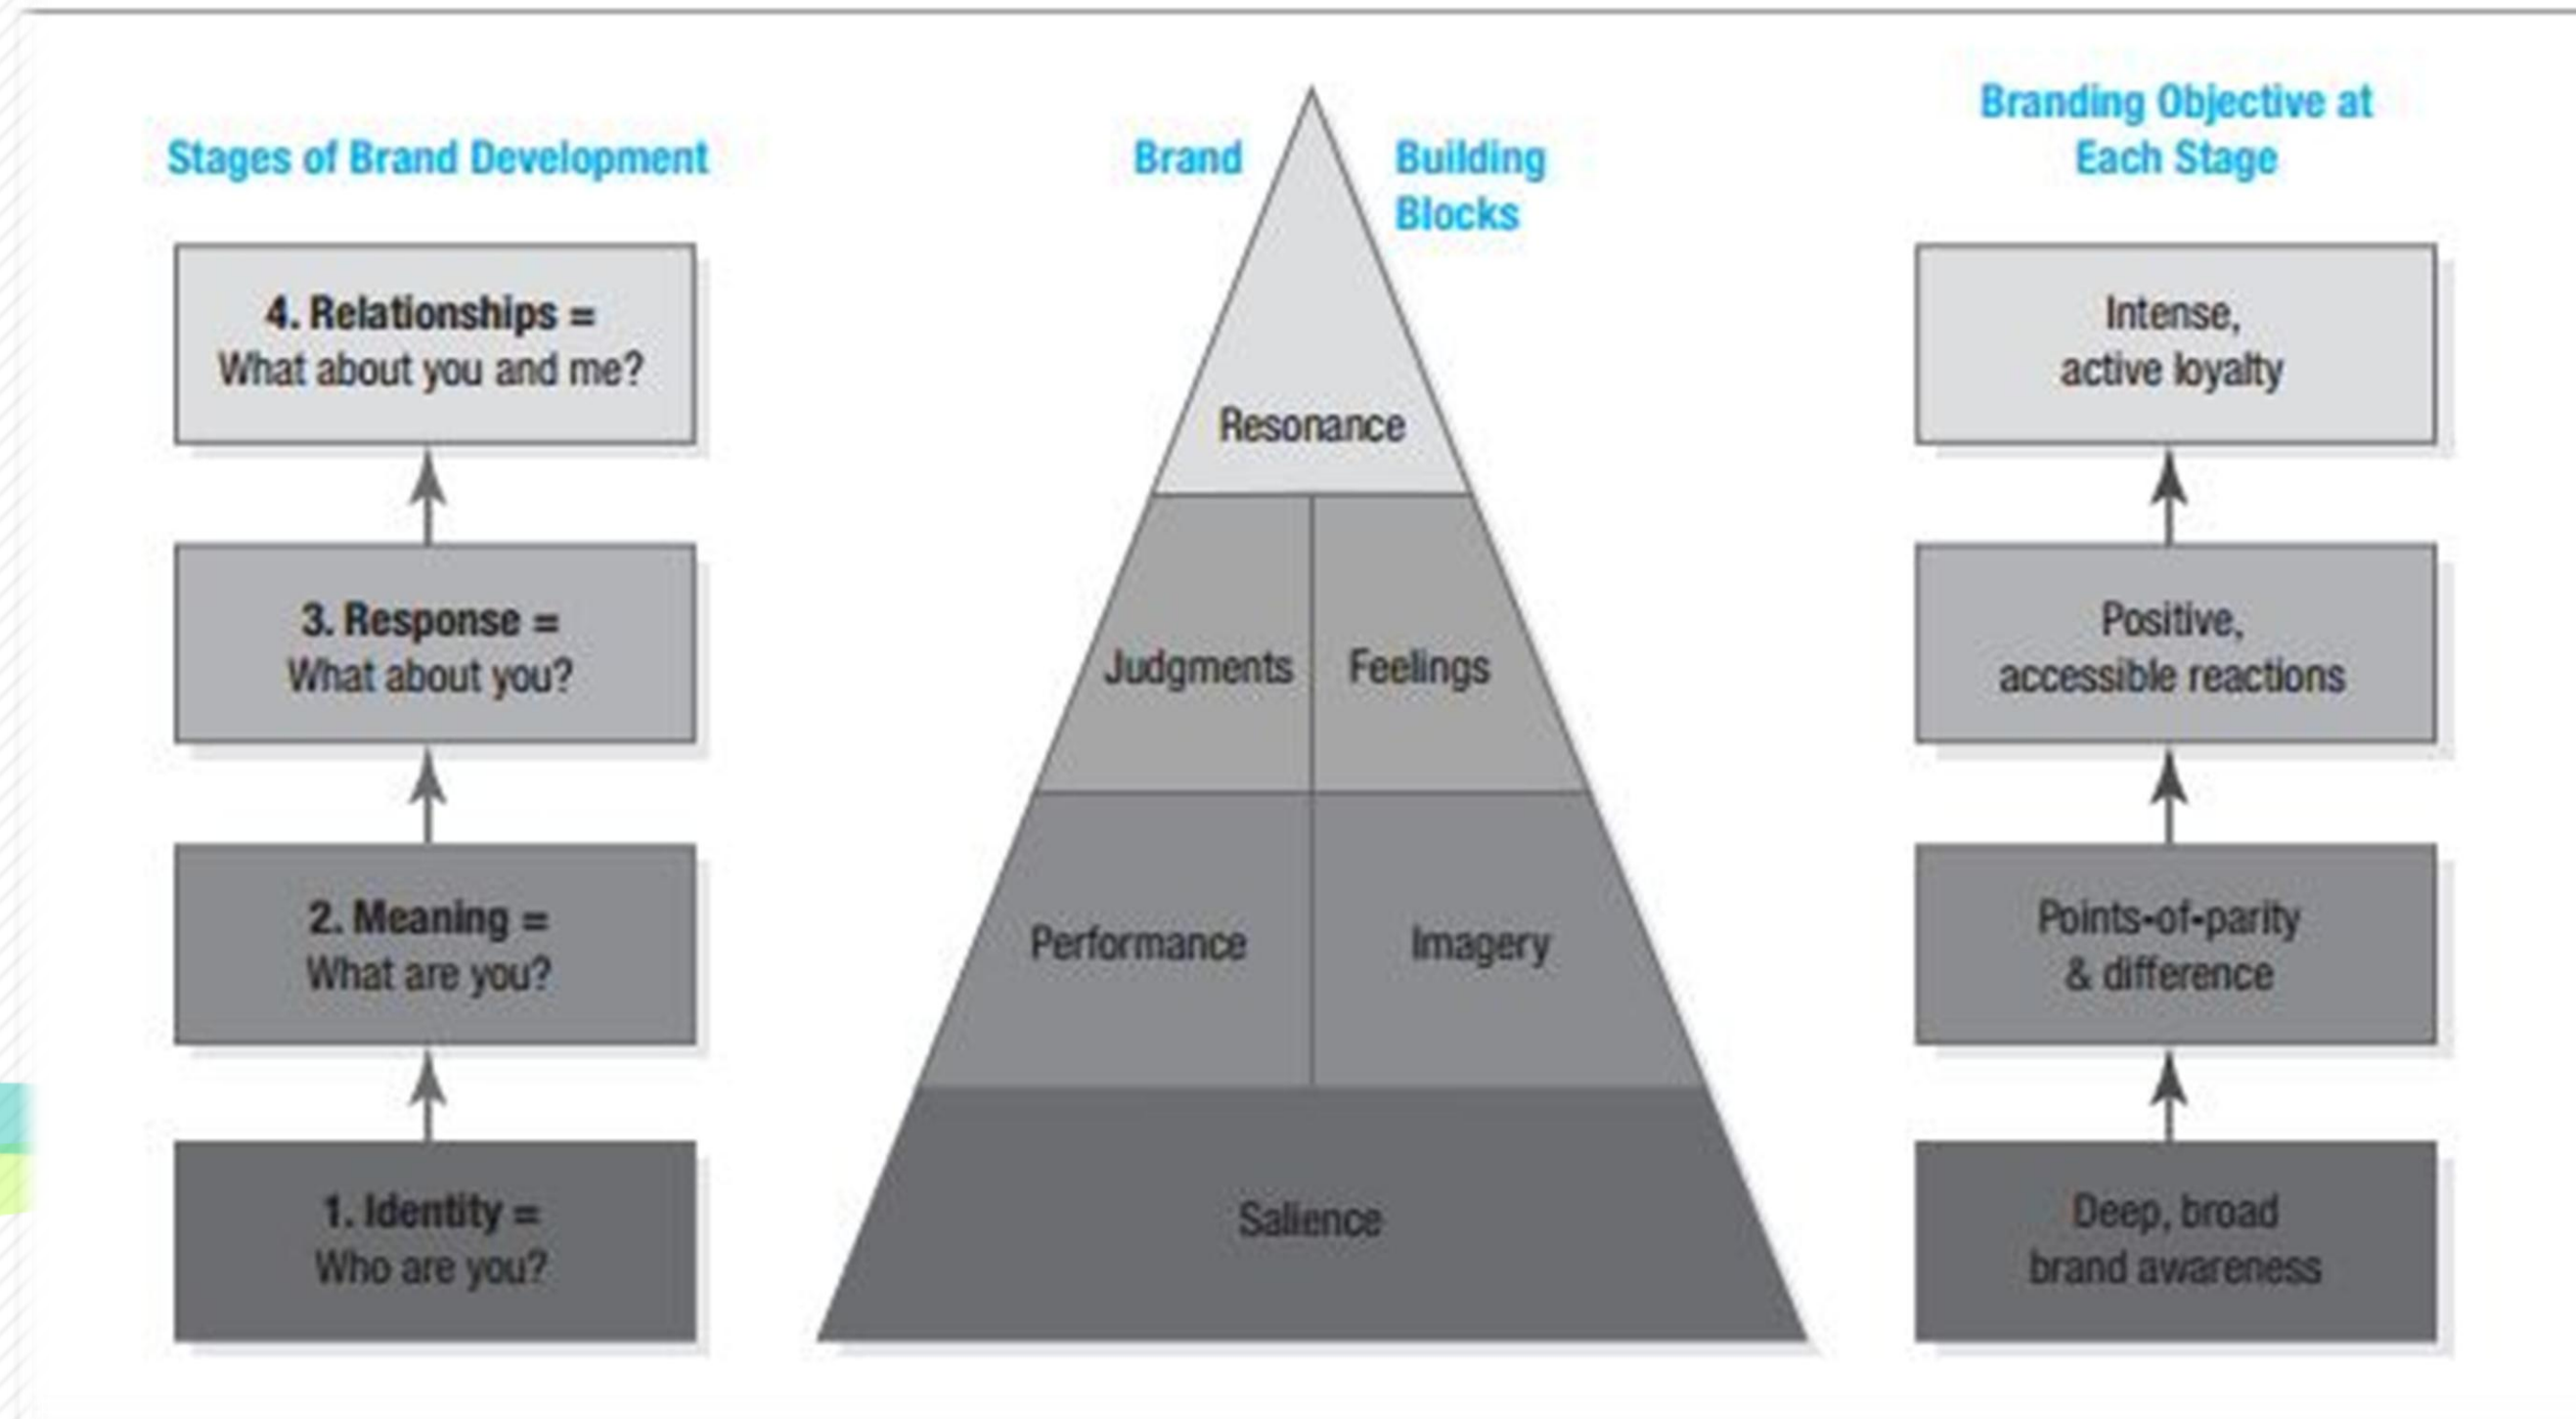 Stages of Brand Development
4. Relationships =
What about you and me?
3. Response =
What about you?
2. Meaning =
What are you?
1. Identity =
Who are you?
Brand
Building
Blocks
Resonance
Judgments
Feelings
Performance
Imagery
Salience
Branding Objective at
Each Stage
Intense,
active loyalty
Positive,
accessible reactions
Points-of-parity
& difference
Deep, broad
brand awareness